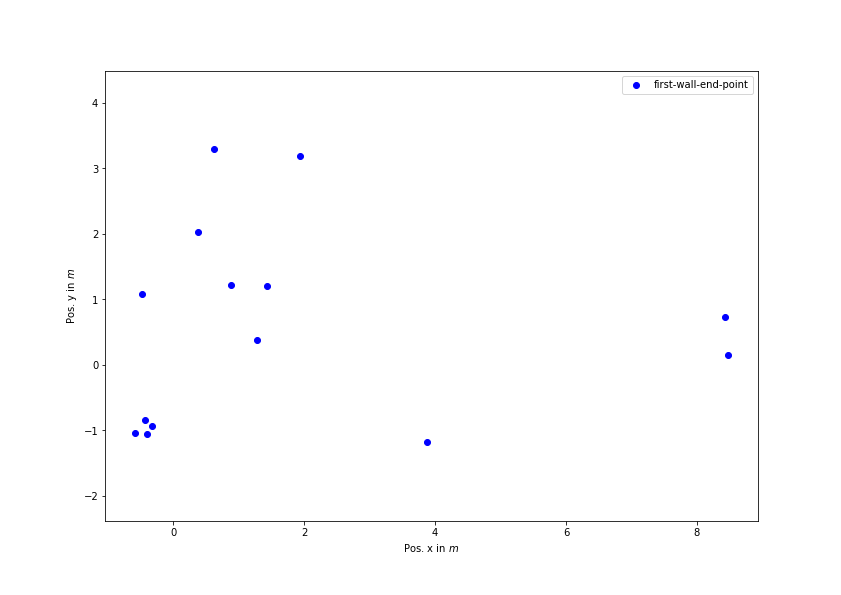 first-wall-end-point
4
3
2
1
0
−1
−2
Pos. y in m
0 2 4 6 8
Pos. x in m